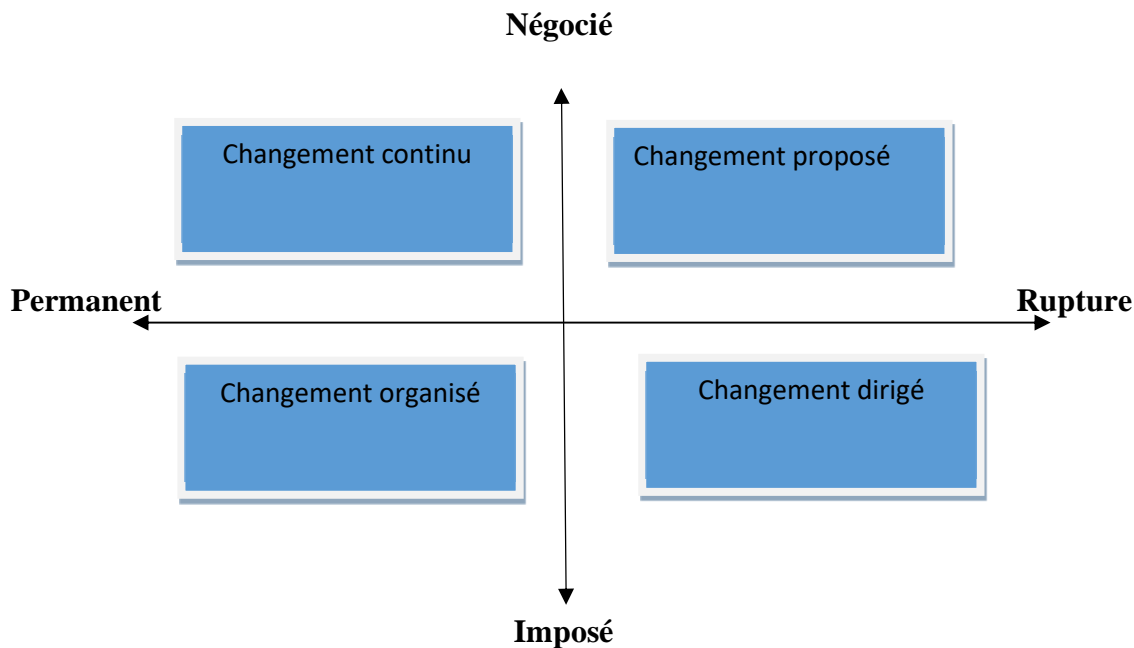 Négocié
Changement continu
Changement proposé
Permanent
Rupture
Changement organisé
Changement dirigé
Imposé